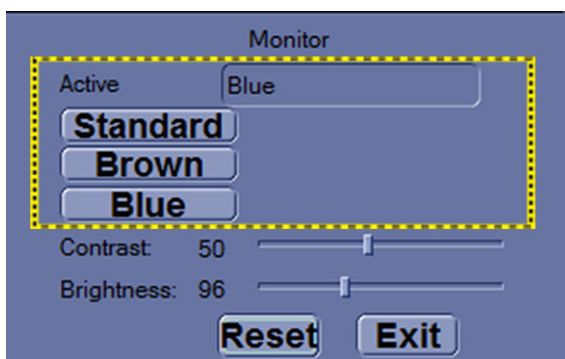 Monitor
Active Blue
Standard
Brown
Blue
Contrast: 50
Brightness: 96
Reset Exit